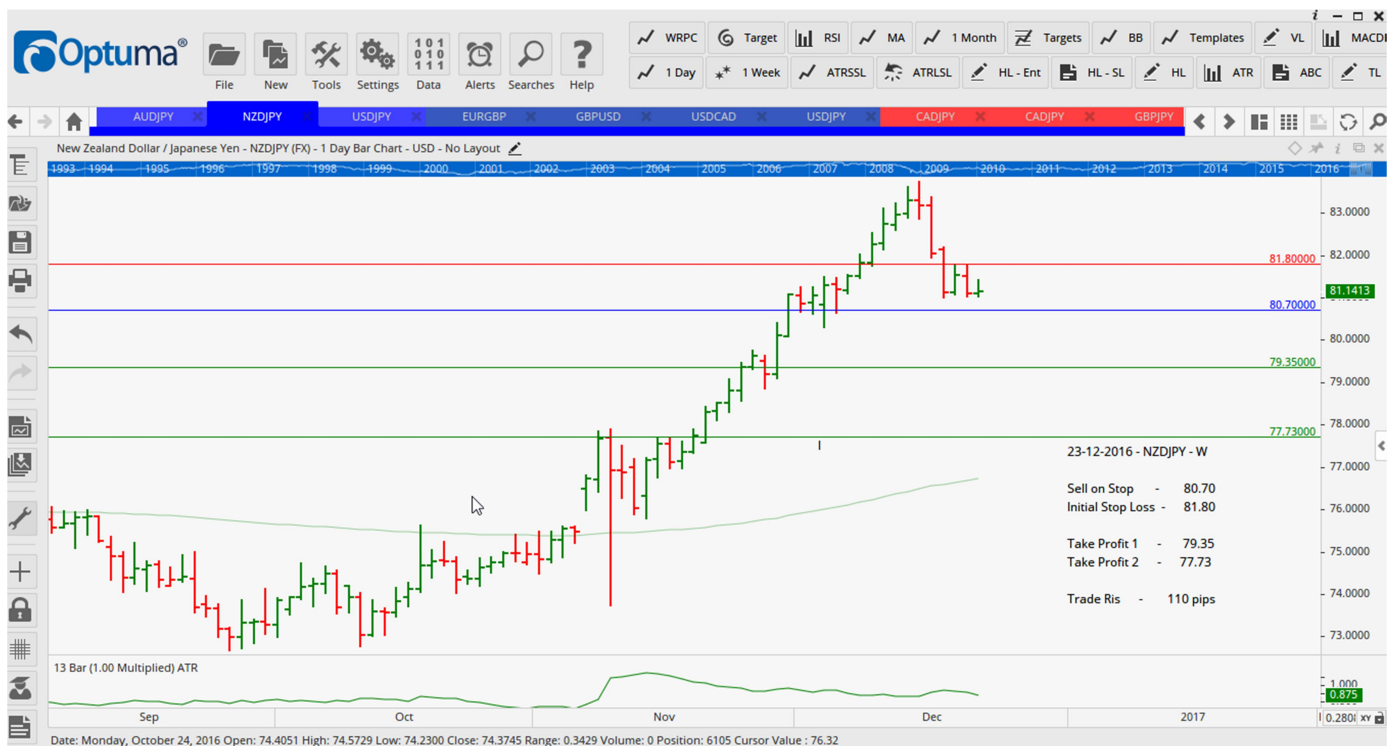 Optuma®
File New Tools Settings Data Alerts Searches Help
101
010
111
WRPC Target RSI MA 1 Month Targets BB Templates VL MACDI
1 Day 1 Week ATRSSL ATRLSL HL - Ent HL - SL HL ATR ABC TL
AUDJPY NZDJPY USDJPY EURGBP GBPUSD USDCAD USDJPY CADJPY CADJPY GBPJPY
New Zealand Dollar / Japanese Yen - NZDJPY (FX) - 1 Day Bar Chart - USD - No Layout
1993 1994 1995 1996 1997 1998 1999 2000 2001 2002 2003 2004 2005 2006 2007 2008 2009 2010 2011 2012 2013 2014 2015 2016
83.0000
82.0000
81.80000
81.1413
80.70000
80.0000
79.35000
79.0000
78.0000
77.73000
23-12-2016 - NZDJPY - W
77.0000
Sell on Stop - 80.70
Initial Stop Loss - 81.80
76.0000
Take Profit 1 - 79.35
75.0000
Take Profit 2 - 77.73
Trade Ris - 110 pips
74.0000
73.0000
13 Bar (1.00 Multiplied) ATR
1.000
0.875
Sep Oct Nov Dec 2017
XY
Date: Monday, October 24, 2016 Open: 74.4051 High: 74.5729 Low: 74.2300 Close: 74.3745 Range: 0.3429 Volume: 0 Position: 6105 Cursor Value : 76.32